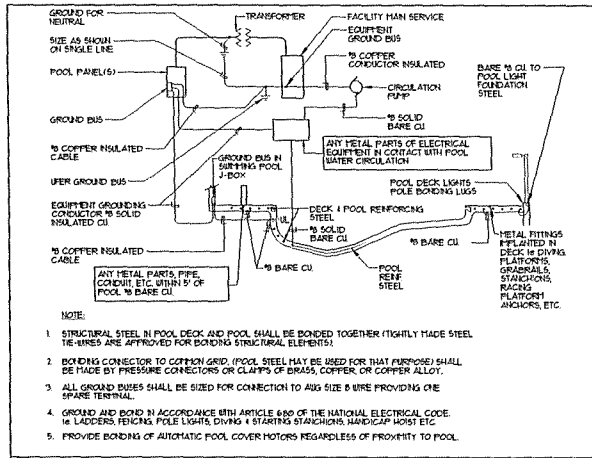 GROUND FOR
NEUTRAL
TRANSFORMER
FACILITY MAIN SERVICE
EQUIPMENT
GROUND BUS
SIZE AS SHOWN
ON SINGLE LINE
#8 COPPER
CONDUCTOR INSULATED
BARE #8 CU. TO
POOL LIGHT
FOUNDATION
STEEL
POOL PANEL(S)
CIRCULATION
PUMP
GROUND BUS
#8 SOLID
BARE CU.
#8 COPPER INSULATED
CABLE
GROUND BUS IN
SWIMMING POOL
J-BOX
ANY METAL PARTS OF ELECTRICAL
EQUIPMENT IN CONTACT WITH POOL
WATER CIRCULATION
UFER GROUND BUS
POOL DECK LIGHTS
POLE BONDING LUGS
EQUIPMENT GROUNDING
CONDUCTOR #8 SOLID
INSULATED CU.
DECK & POOL REINFORCING
STEEL
UL
#8 SOLID
BARE CU.
#8 COPPER INSULATED
CABLE
#8 BARE CU.
METAL FITTINGS
IMPLANTED IN
DECK ie DIVING
PLATFORMS,
GRABRAILS,
STANCHIONS,
RACING
PLATFORM
ANCHORS, ETC.
ANY METAL PARTS, PIPE,
CONDUIT, ETC. WITHIN 5' OF
POOL #8 BARE CU.
#8 BARE CU.
POOL
REINF
STEEL
NOTE:
1. STRUCTURAL STEEL IN POOL DECK AND POOL SHALL BE BONDED TOGETHER (TIGHTLY MADE STEEL
TIE-WIRES ARE APPROVED FOR BONDING STRUCTURAL ELEMENTS).
2. BONDING CONNECTOR TO COMMON GRID, (POOL STEEL MAY BE USED FOR THAT PURPOSE) SHALL
BE MADE BY PRESSURE CONNECTORS OR CLAMPS OF BRASS, COPPER, OR COPPER ALLOY.
3. ALL GROUND BUSES SHALL BE SIZED FOR CONNECTION TO AWG SIZE 8 WIRE PROVIDING ONE
SPARE TERMINAL.
4. GROUND AND BOND IN ACCORDANCE WITH ARTICLE 680 OF THE NATIONAL ELECTRICAL CODE.
ie LADDERS, FENCING, POLE LIGHTS, DIVING & STARTING STANCHIONS, HANDICAP HOIST ETC
5. PROVIDE BONDING OF AUTOMATIC POOL COVER MOTORS REGARDLESS OF PROXIMITY TO POOL.